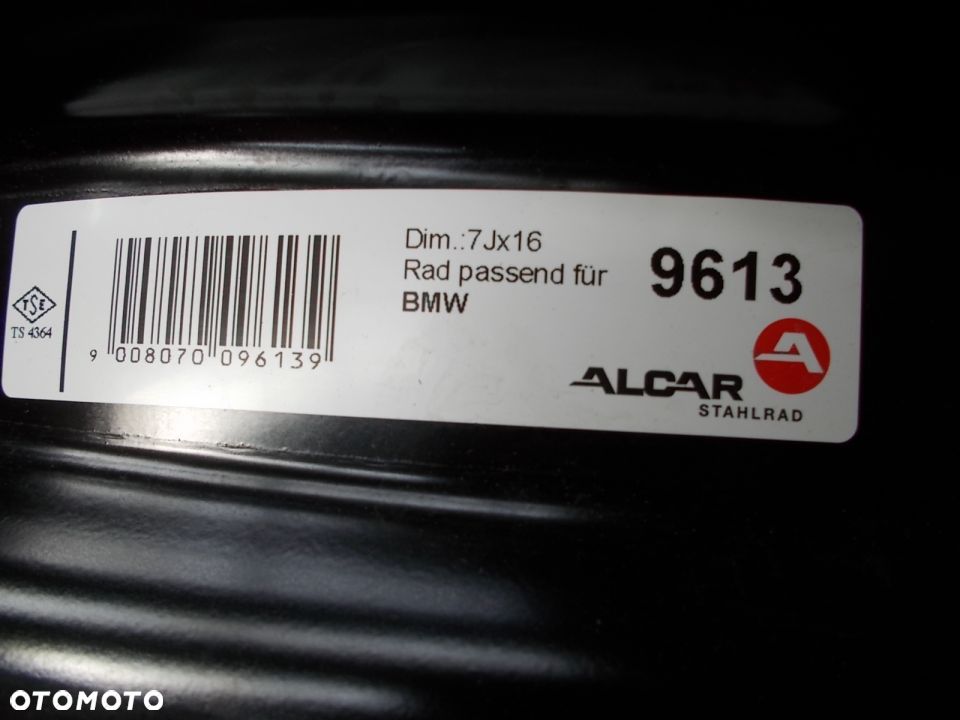 TSE
TS 4364
9 008070 096139
Dim.:7Jx16
Rad passend für
BMW
9613
ALCAR
STAHLRAD
OTOMOTO